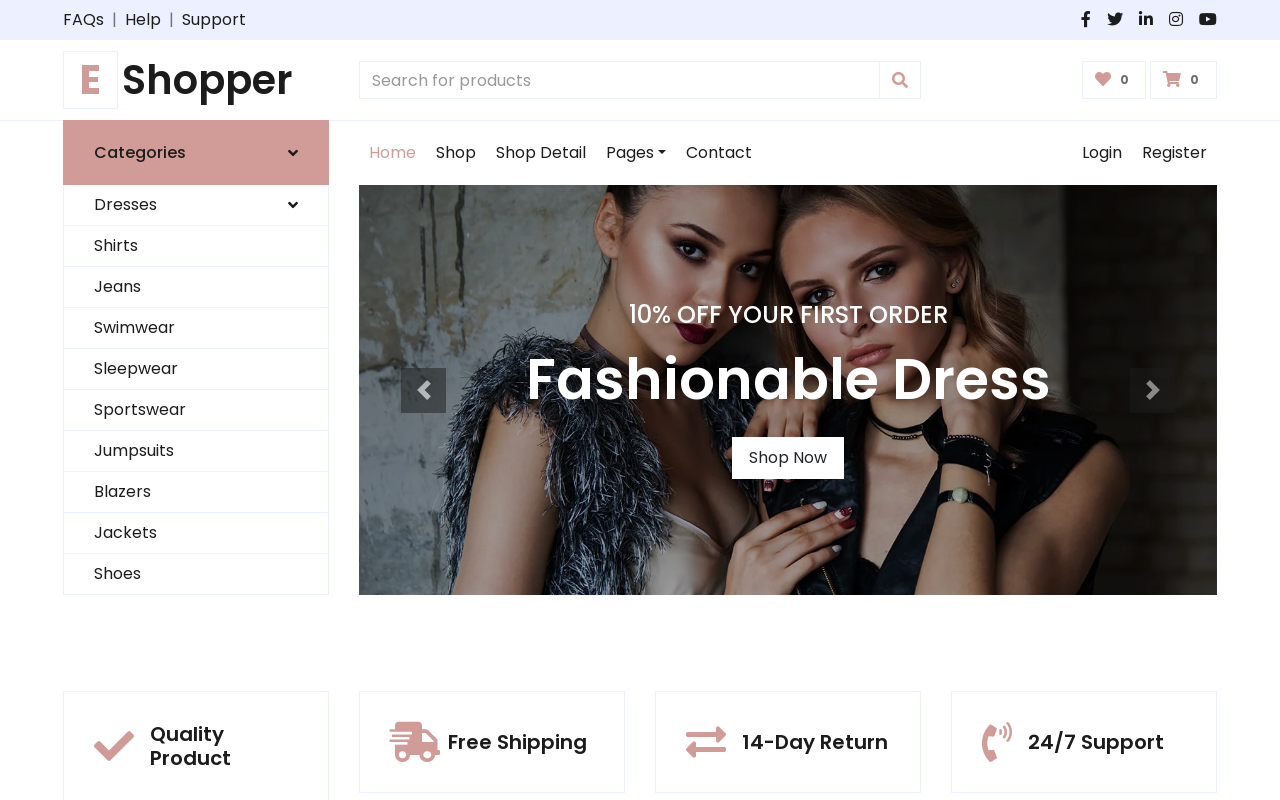 FAQs | Help | Support
E Shopper
Search for products
0
0
Categories
Home Shop Shop Detail Pages Contact Login Register
Dresses
Shirts
Jeans
Swimwear
Sleepwear
Sportswear
Jumpsuits
Blazers
Jackets
Shoes
10% OFF YOUR FIRST ORDER
Fashionable Dress
Shop Now
Quality
Product
Free Shipping
14-Day Return
24/7 Support